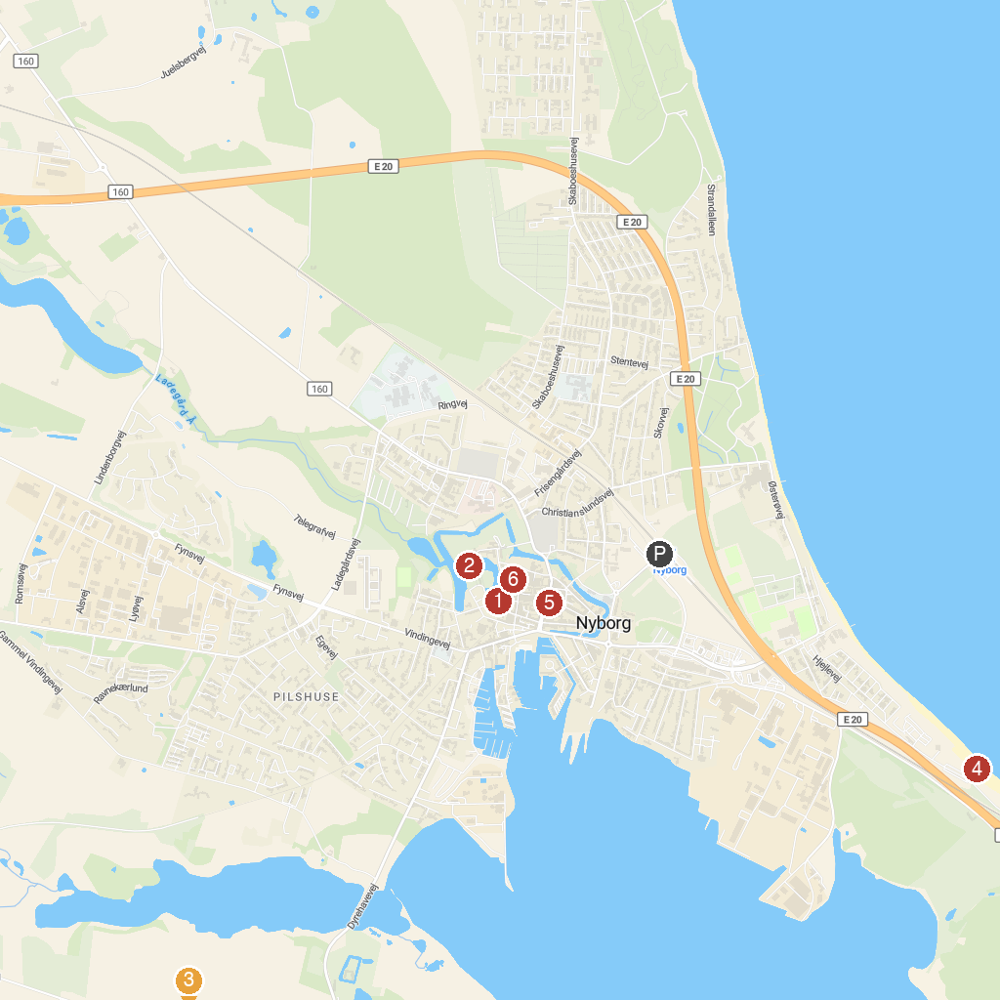 160
Juelsbergvej
Skaboeshusevej
E 20
160
Strandalleen
E 20
Ladegård Å
160
Stentevej
Skaboeshusevej
E 20
Ringvej
Skovvej
Lindenborgvej
Frisengårdsvej
Østerøvej
Christianslundsvej
Telegrafvej
Fynsvej
Ladegårdsvej
P
Nyborg
2
6
1
5
Romsøvej
Alsvej
Lyøvej
Fynsvej
Nyborg
Vindingevej
Egevej
Gammel Vindingevej
Ravnekærlund
PILSHUSE
Hjejlevej
E 20
4
Dyrehavevej
3